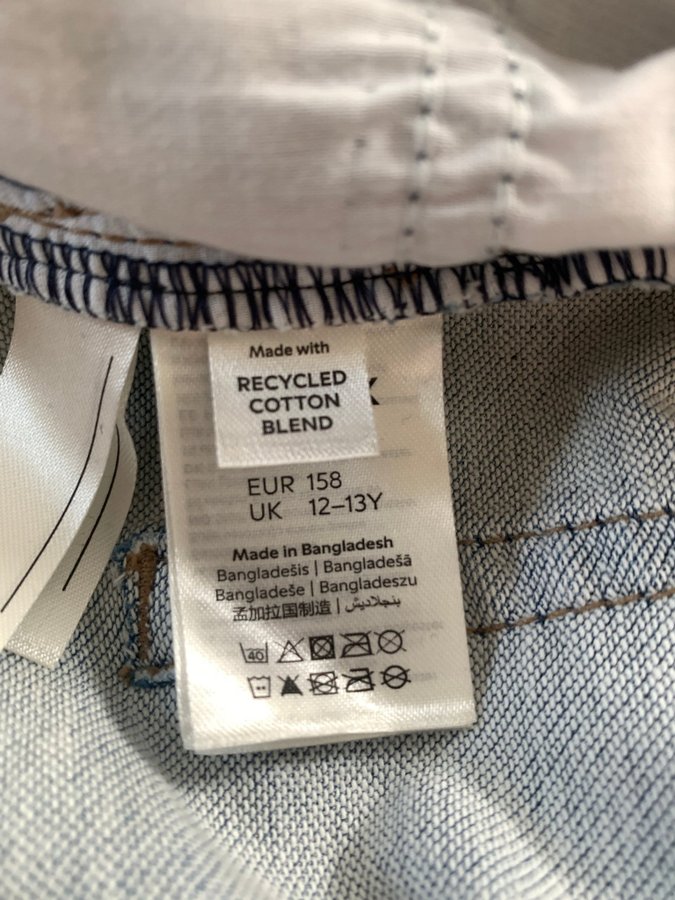 Made with
RECYCLED
COTTON
BLEND
EUR 158
UK 12–13Y
Made in Bangladesh
Bangladešis | Bangladešā
Bangladeše | Bangladeszu
孟加拉国制造 | بنجلاديش
40